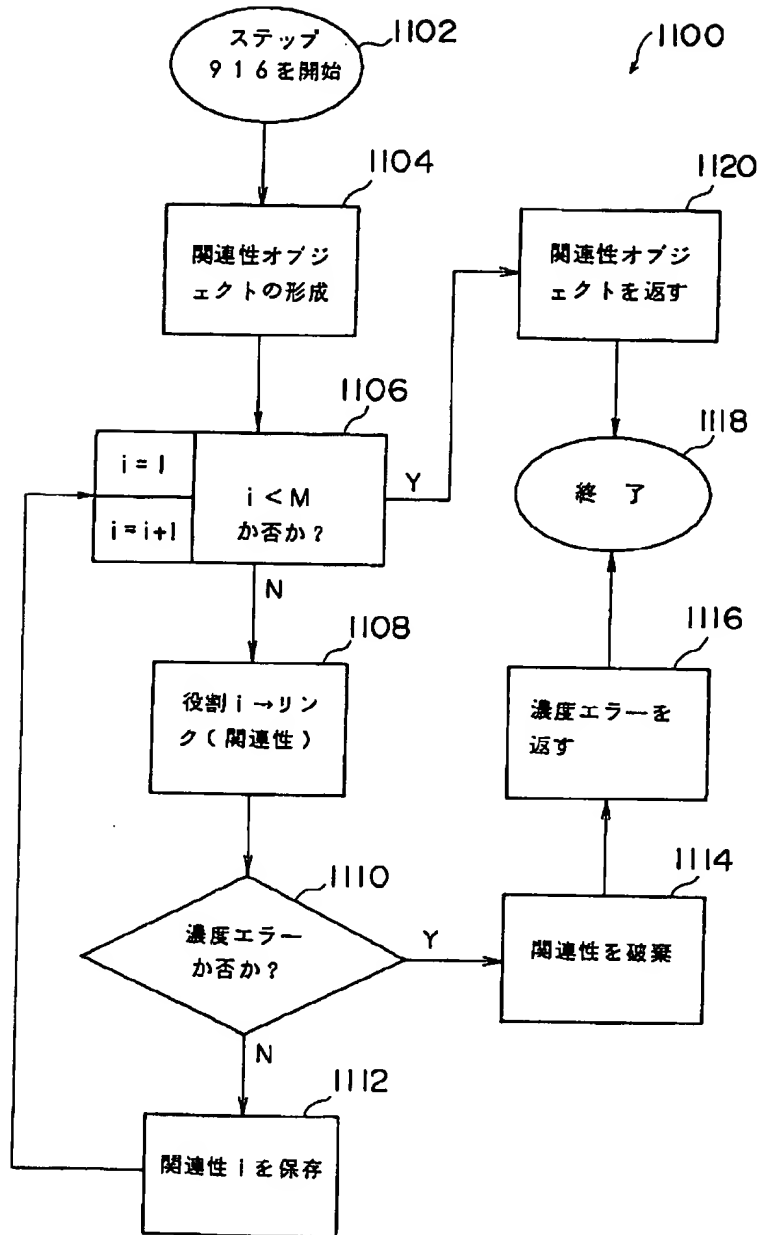 ステップ
916を開始
1102
1100
1104
関連性オブジ
ェクトの形成
1120
関連性オブジ
ェクトを返す
1106
i=1
i=i+1
i<M
か否か?
Y
N
1118
終 了
1108
役割i→リン
ク(関連性)
1116
濃度エラーを
返す
1110
濃度エラー
か否か?
Y
N
1114
関連性を破棄
1112
関連性iを保存